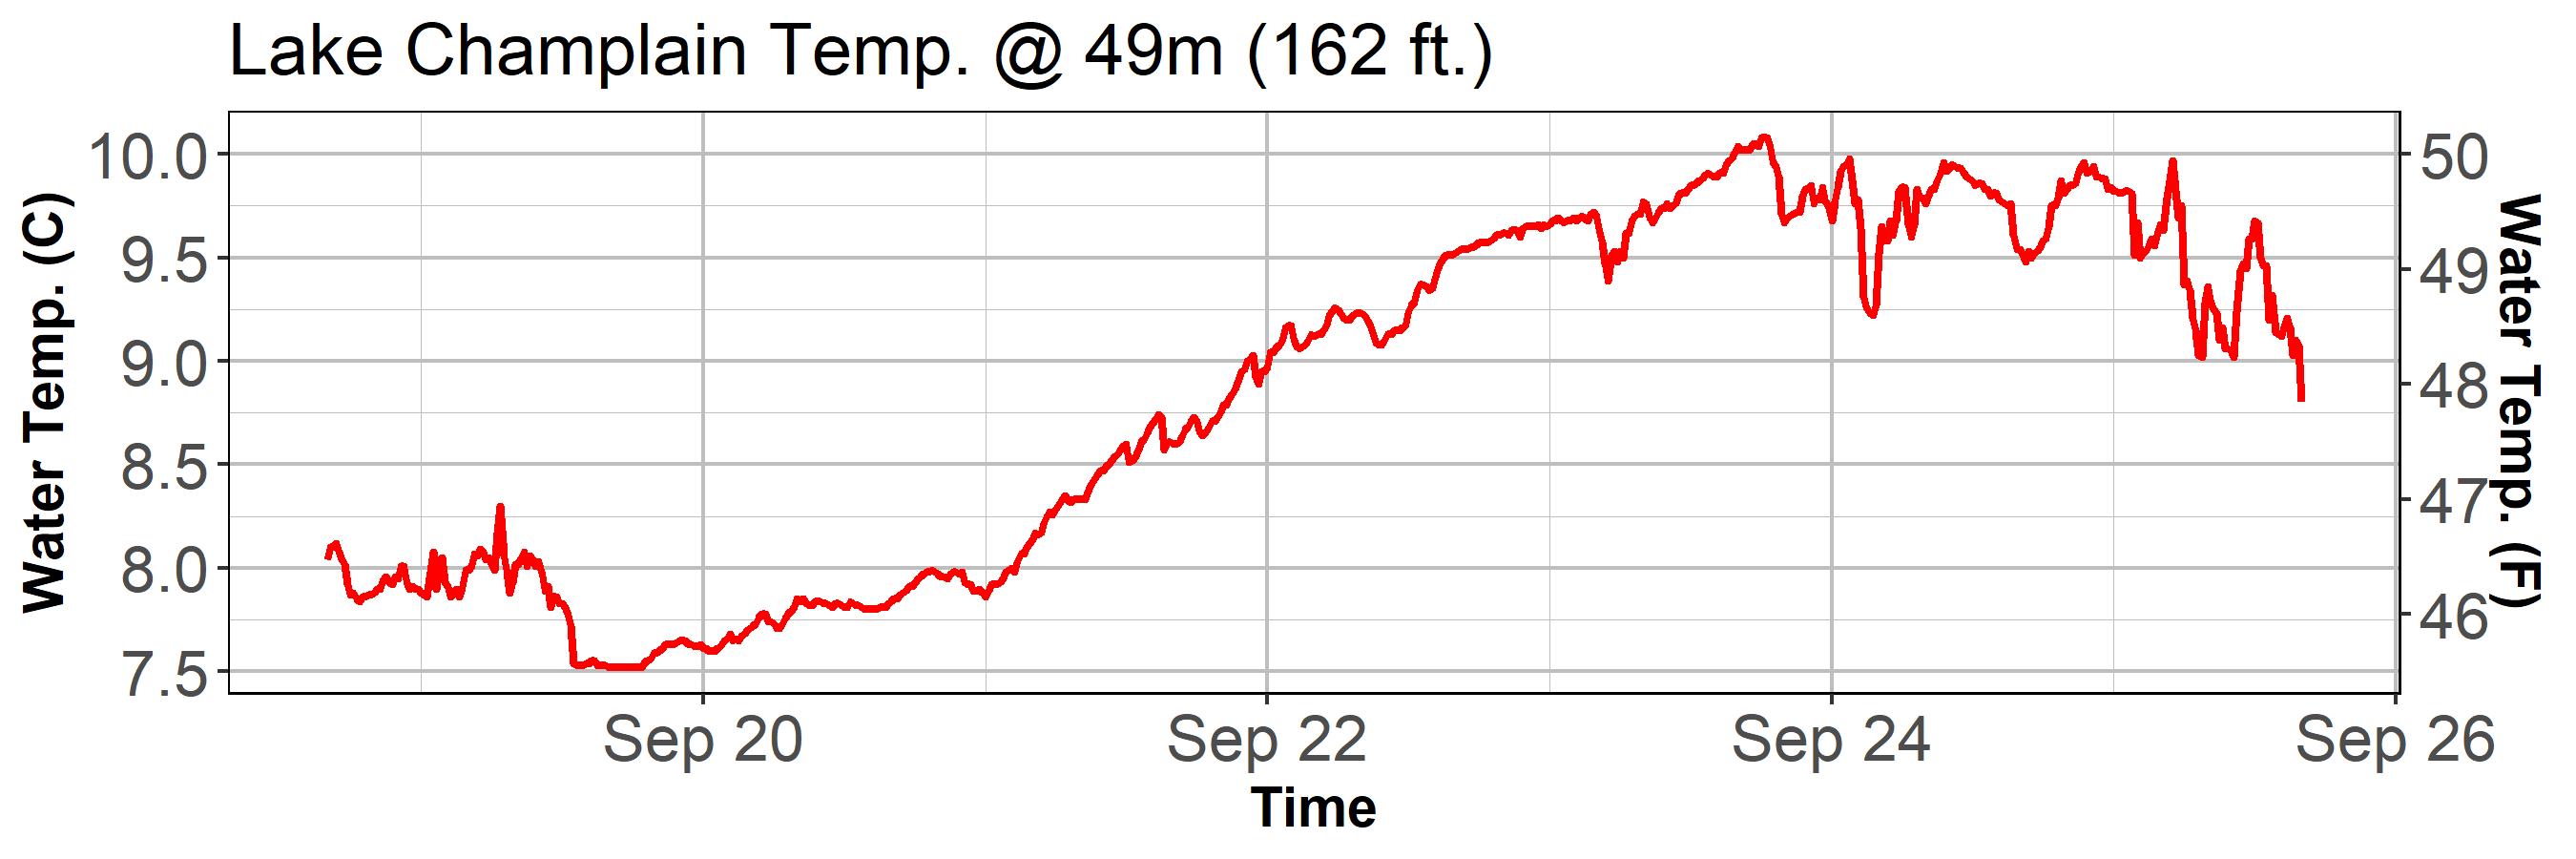 Lake Champlain Temp. @ 49m (162 ft.)
Water Temp. (C)
10.0
9.5
9.0
8.5
8.0
7.5
50
49
48
47
46
Water Temp. (F)
Sep 20 Sep 22 Sep 24 Sep 26
Time